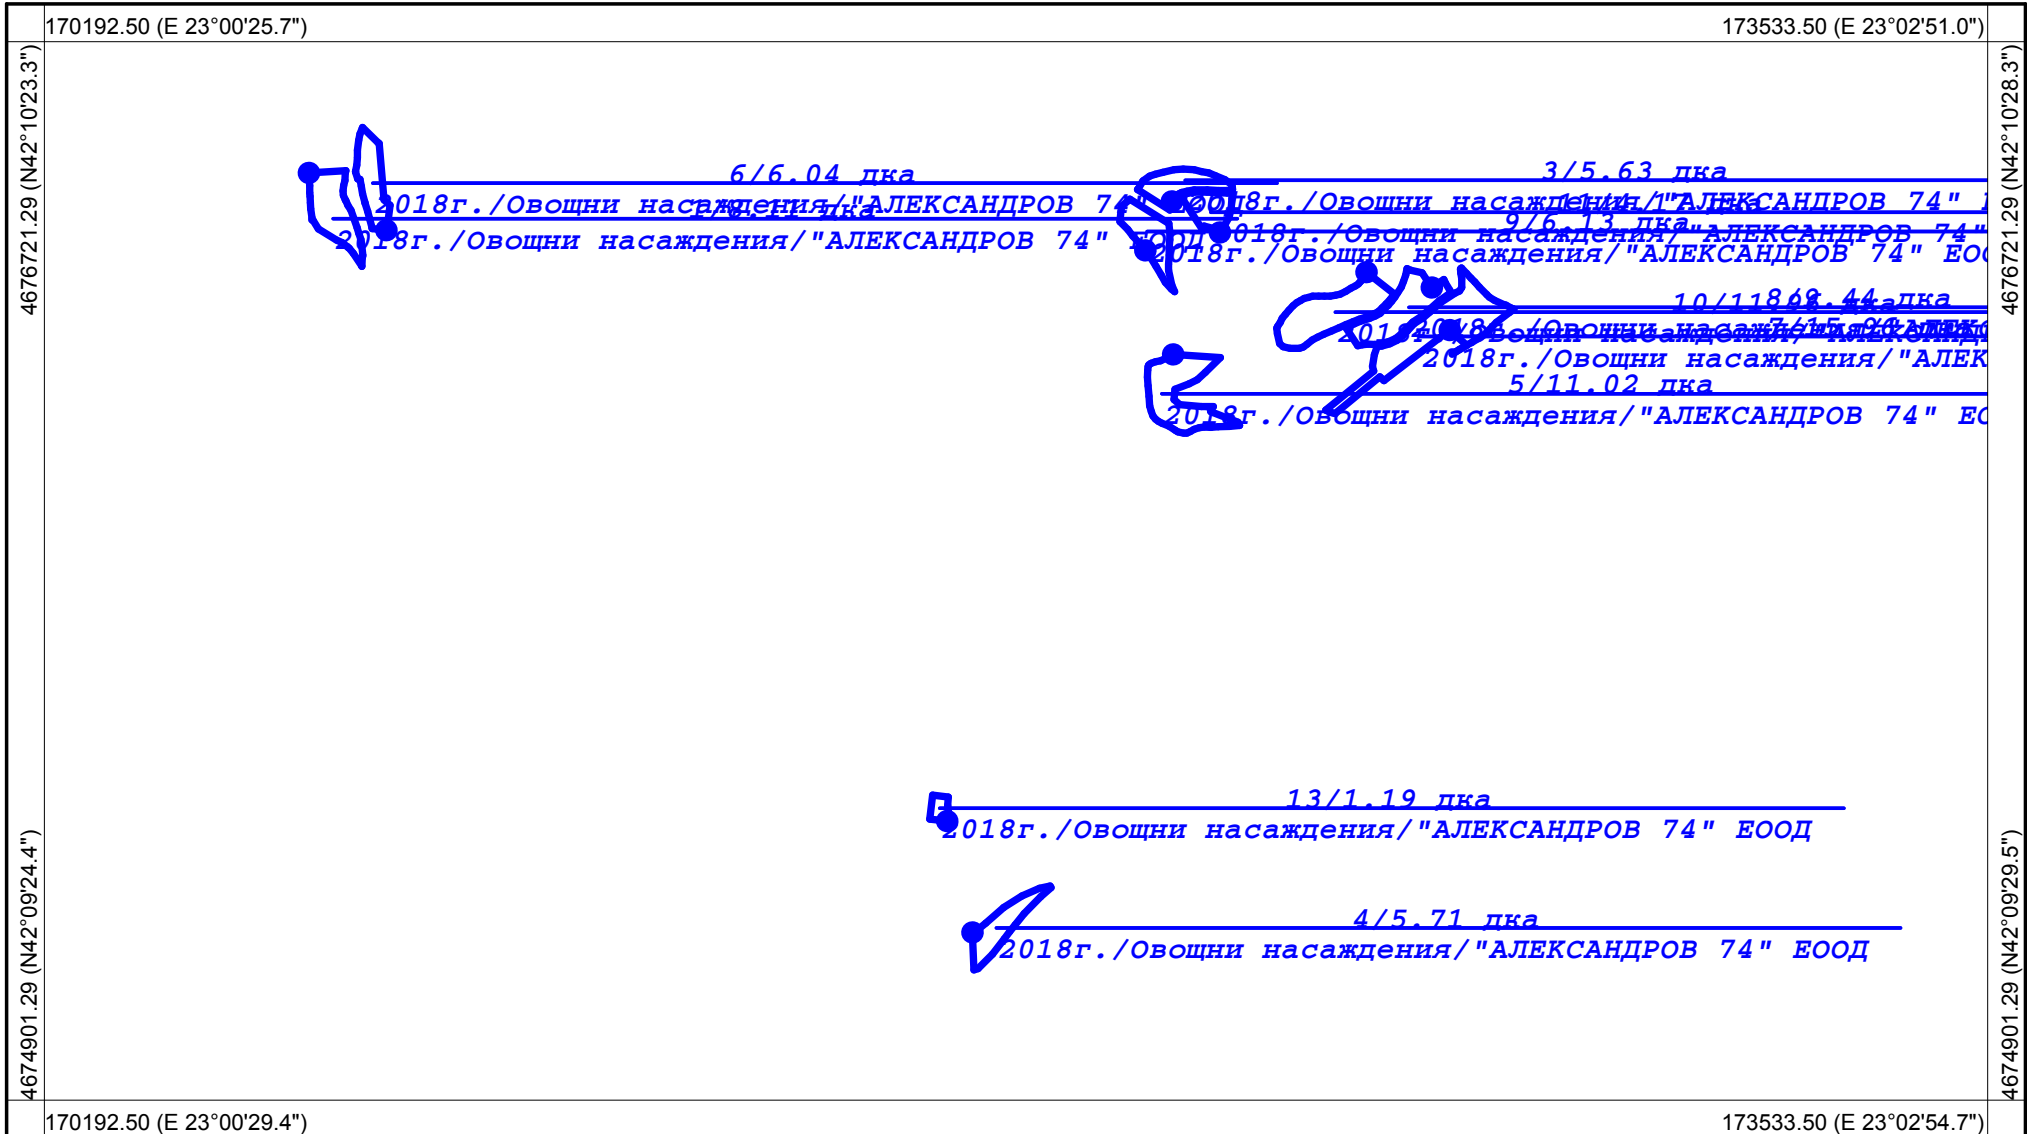 170192.50 (E 23°00'25.7")
173533.50 (E 23°02'51.0")
4676721.29 (N42°10'23.3")
4676721.29 (N42°10'28.3")
6/6.04 дка
2018г./Овощни насаждения/"АЛЕКСАНДРОВ 74"
2018г./Овощни насаждения/"АЛЕКСАНДРОВ 74" ЕООД
3/5.63 дка
2018г./Овощни насаждения/"АЛЕКСАНДРОВ 74"
9/6.13 дка
2018г./Овощни насаждения/"АЛЕКСАНДРОВ 74"
2018г./Овощни насаждения/"АЛЕКСАНДРОВ 74" ЕО
8/9.44 дка
2018г./Овощни насаждения/"АЛЕК
5/11.02 дка
2018г./Овощни насаждения/"АЛЕКСАНДРОВ 74" ЕО
13/1.19 дка
2018г./Овощни насаждения/"АЛЕКСАНДРОВ 74" ЕООД
4/5.71 дка
2018г./Овощни насаждения/"АЛЕКСАНДРОВ 74" ЕООД
4674901.29 (N42°09'24.4")
4674901.29 (N42°09'29.5")
170192.50 (E 23°00'29.4")
173533.50 (E 23°02'54.7")